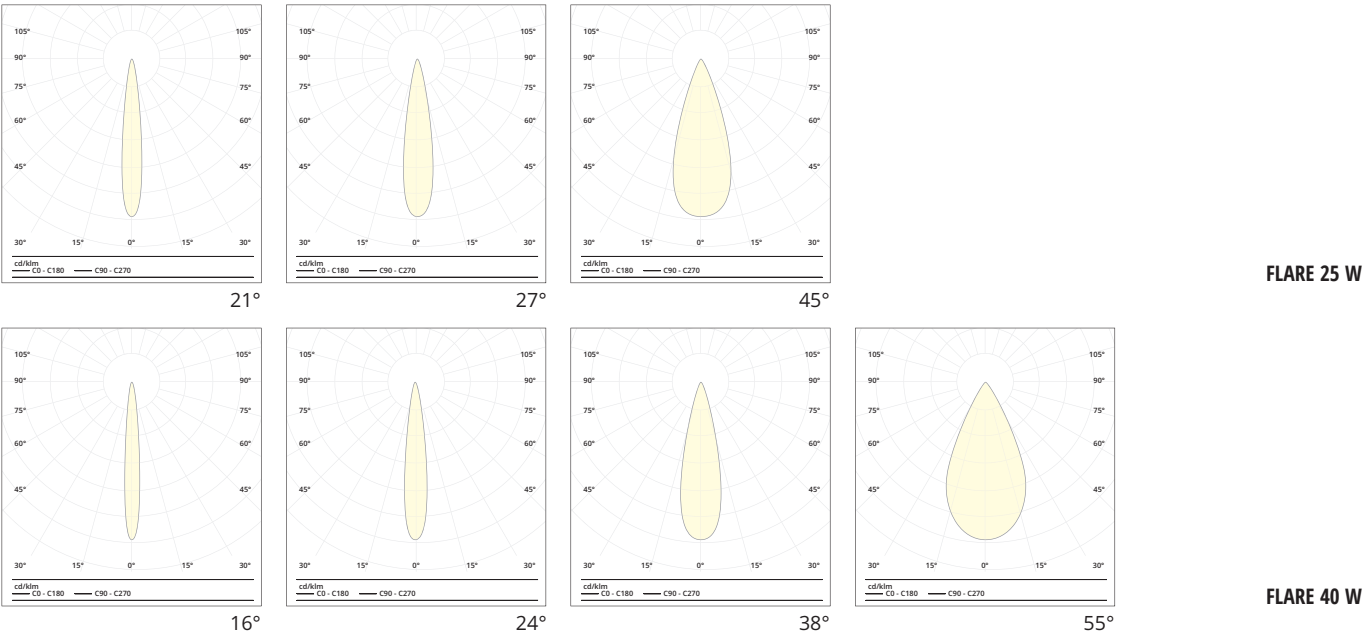 105° 105° 105° 105° 105° 105°
90° 90° 90° 90° 90° 90°
75° 75° 75° 75° 75° 75°
60° 60° 60° 60° 60° 60°
45° 45° 45° 45° 45° 45°
30° 15° 0° 15° 30° 30° 15° 0° 15° 30° 30° 15° 0° 15° 30°
cd/klm cd/klm cd/klm
C0 - C180 C90 - C270 C0 - C180 C90 - C270 C0 - C180 C90 - C270
FLARE 25 W
21° 27° 45°
105° 105° 105° 105° 105° 105° 105° 105°
90° 90° 90° 90° 90° 90° 90° 90°
75° 75° 75° 75° 75° 75° 75° 75°
60° 60° 60° 60° 60° 60° 60° 60°
45° 45° 45° 45° 45° 45° 45° 45°
30° 15° 0° 15° 30° 30° 15° 0° 15° 30° 30° 15° 0° 15° 30° 30° 15° 0° 15° 30°
cd/klm cd/klm cd/klm cd/klm
C0 - C180 C90 - C270 C0 - C180 C90 - C270 C0 - C180 C90 - C270 C0 - C180 C90 - C270
FLARE 40 W
16° 24° 38° 55°